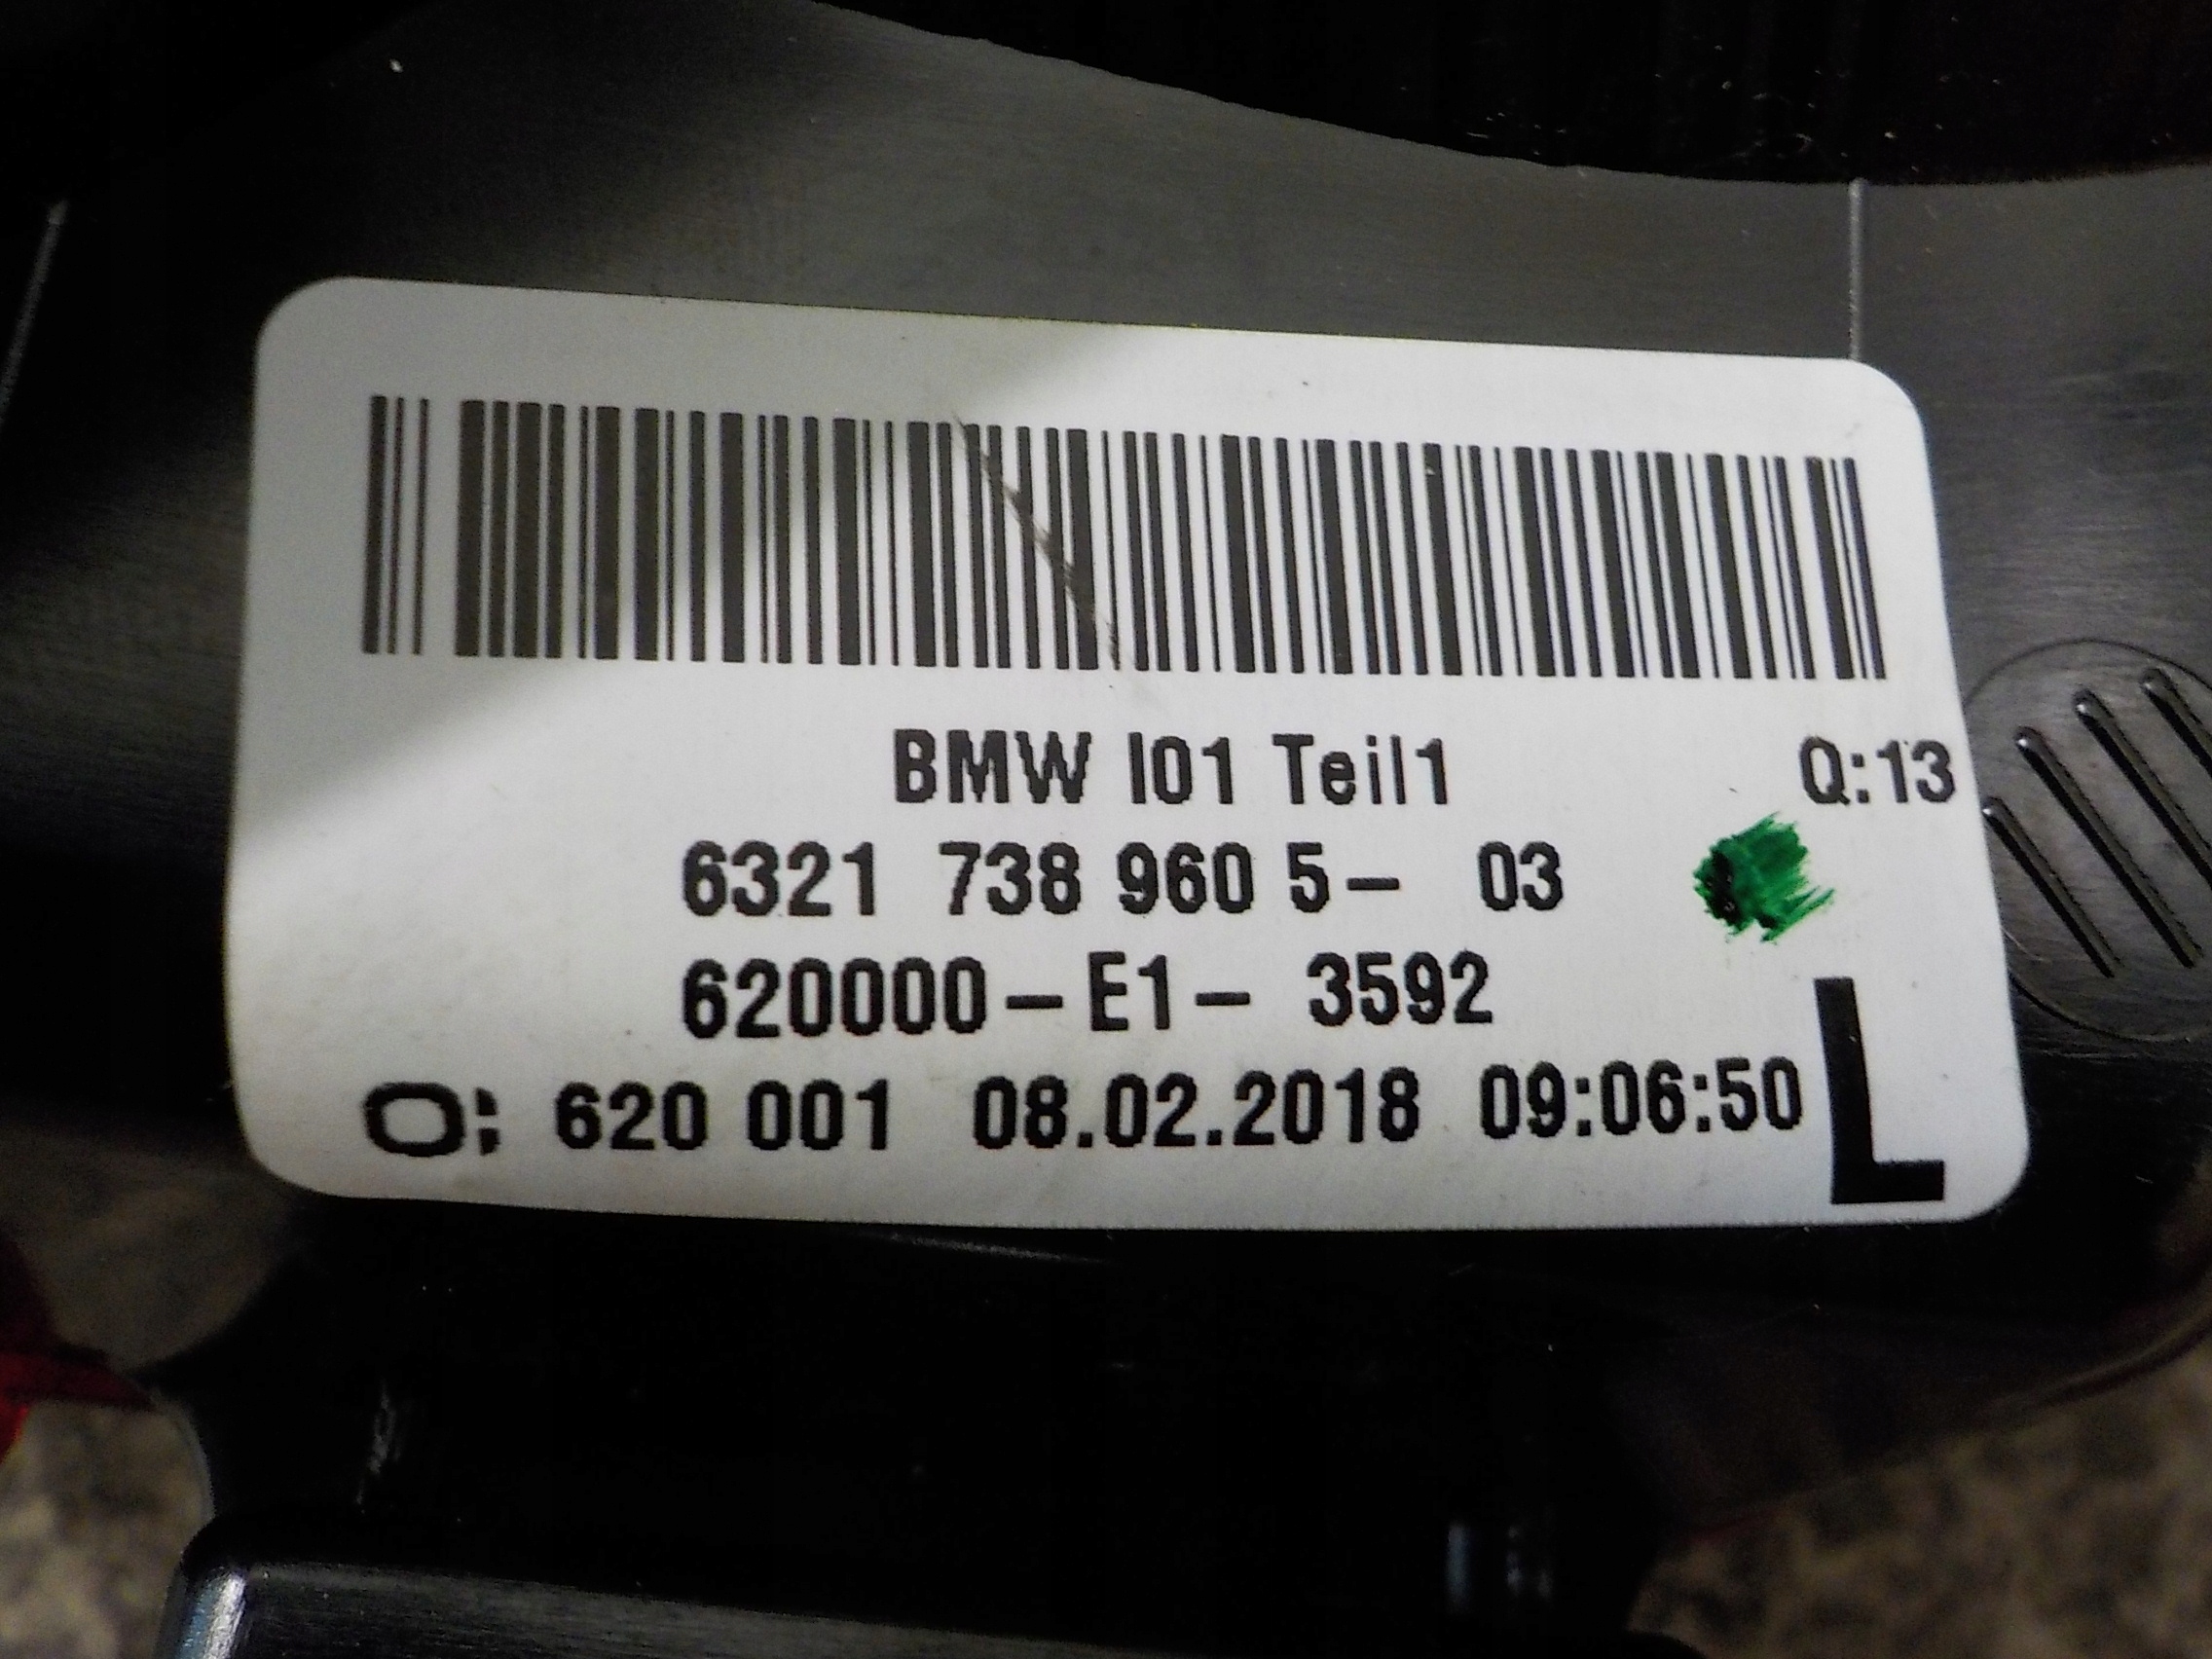 BMW I01 Teil1 Q:13
6321 738 960 5- 03
620000-E1- 3592
O: 620 001 08.02.2018 09:06:50 L